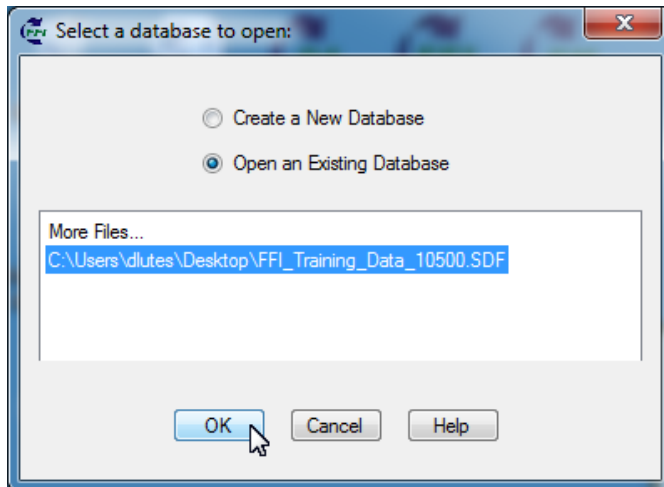 Select a database to open:
Create a New Database
Open an Existing Database
More Files...
C:\Users\dlutes\Desktop\FFI_Training_Data_10500.SDF
OK Cancel Help